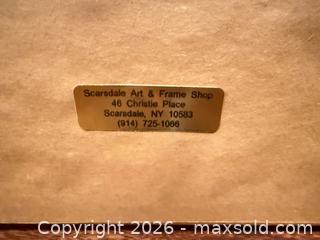 Scarsdale Art & Frame Shop
46 Christie Place
Scarsdale, NY 10583
(914) 725-1066
Copyright 2026 - maxsold.com